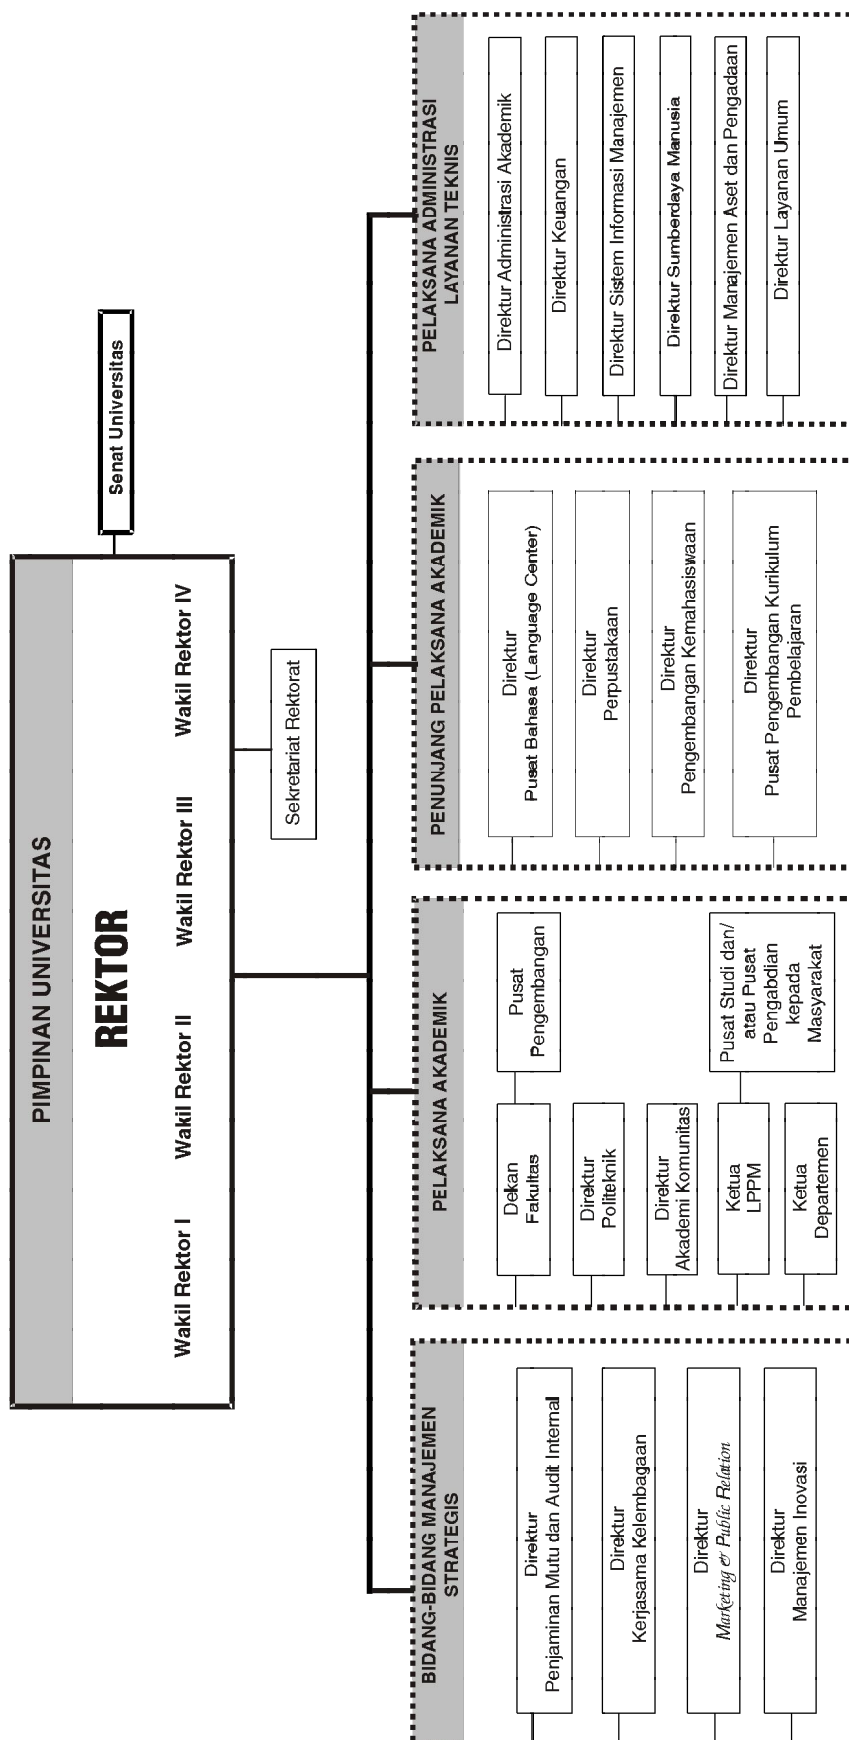 PIMPINAN UNIVERSITAS
REKTOR
Wakil Rektor I
Wakil Rektor II
Wakil Rektor III
Wakil Rektor IV
Senat Universitas
Sekretariat Rektorat
BIDANG-BIDANG MANAJEMEN
STRATEGIS
Direktur
Penjaminan Mutu dan Audit Internal
Direktur
Kerjasama Kelembagaan
Direktur
Marketing & Public Relation
Direktur
Manajemen Inovasi
PELAKSANA AKADEMIK
Dekan
Fakultas
Pusat
Pengembangan
Direktur
Politeknik
Direktur
Akademi Komunitas
Ketua
LPPM
Pusat Studi dan/
atau Pusat
Pengabdian
kepada
Masyarakat
Ketua
Departemen
PENUNJANG PELAKSANA AKADEMIK
Direktur
Pusat Bahasa (Language Center)
Direktur
Perpustakaan
Direktur
Pengembangan Kemahasiswaan
Direktur
Pusat Pengembangan Kurikulum
Pembelajaran
PELAKSANA ADMINISTRASI
LAYANAN TEKNIS
Direktur Administrasi Akademik
Direktur Keuangan
Direktur Sistem Informasi Manajemen
Direktur Sumberdaya Manusia
Direktur Manajemen Aset dan Pengadaan
Direktur Layanan Umum